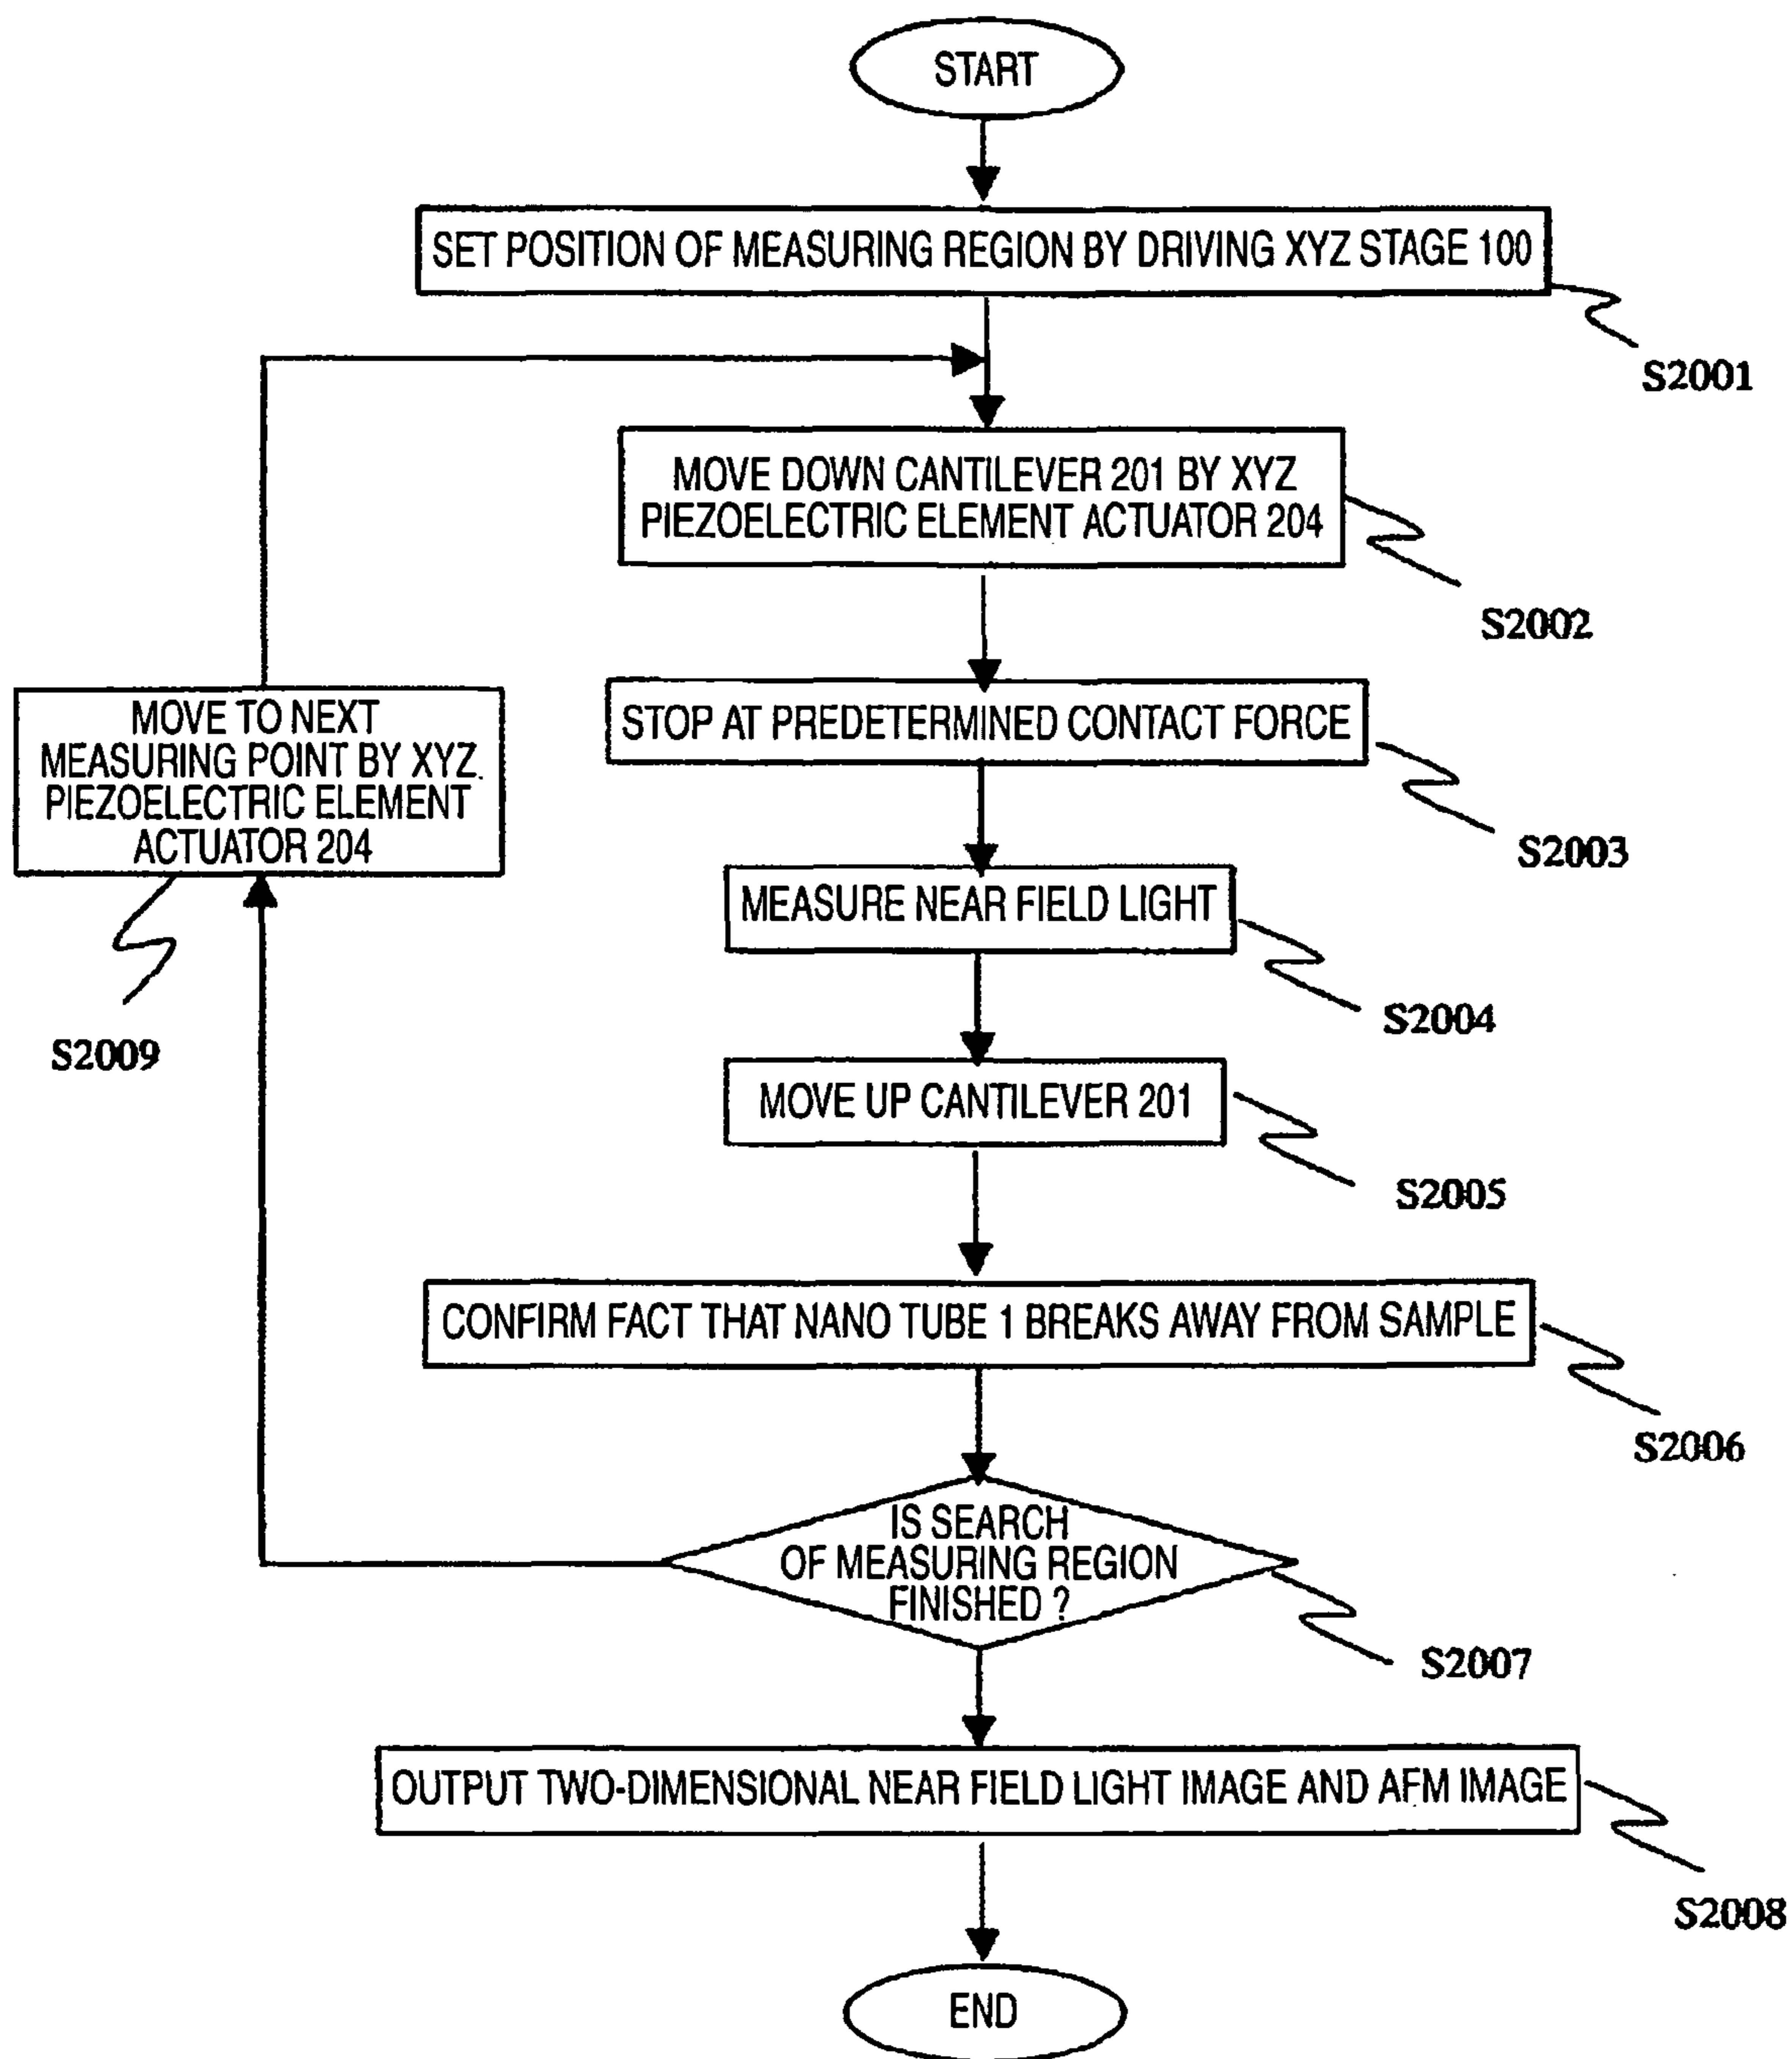 START
SET POSITION OF MEASURING REGION BY DRIVING XYZ STAGE 100
S2001
MOVE DOWN CANTILEVER 201 BY XYZ
PIEZOELECTRIC ELEMENT ACTUATOR 204
S2002
STOP AT PREDETERMINED CONTACT FORCE
S2003
MOVE TO NEXT
MEASURING POINT BY XYZ
PIEZOELECTRIC ELEMENT
ACTUATOR 204
S2009
MEASURE NEAR FIELD LIGHT
S2004
MOVE UP CANTILEVER 201
S2005
CONFIRM FACT THAT NANO TUBE 1 BREAKS AWAY FROM SAMPLE
S2006
IS SEARCH
OF MEASURING REGION
FINISHED ?
S2007
OUTPUT TWO-DIMENSIONAL NEAR FIELD LIGHT IMAGE AND AFM IMAGE
S2008
END